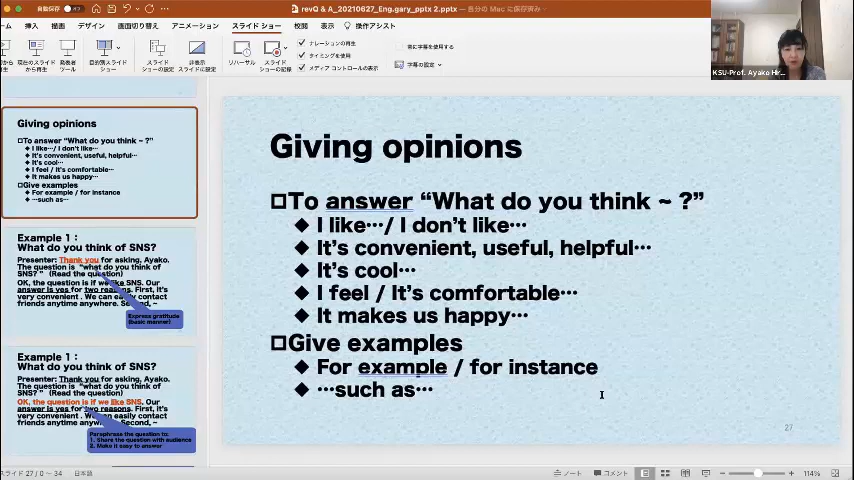 自動保存
revQ & A_20210627_Eng.gary_pptx 2.pptx — 自分の Mac に保存済み
挿入 描画 デザイン 画面切り替え アニメーション スライド ショー 校閲 表示 操作アシスト
現在のスライドから再生
発表者ツール
目的別スライドショー
スライドショーの設定
非表示スライドに設定
リハーサル
スライドショーの記録
ナレーションの再生
タイミングを使用
メディア コントロールの表示
常に字幕を使用する
字幕の設定
KSU-Prof. Ayako Hir...
Giving opinions
To answer "What do you think ~ ?"
I like…/ I don't like…
It's convenient, useful, helpful…
It's cool…
I feel / It's comfortable…
It makes us happy…
Give examples
For example / for instance
…such as…
Example 1 :
What do you think of SNS?
Presenter: Thank you for asking, Ayako.
The question is "what do you think of
SNS? " (Read the question)
OK, the question is if we like SNS. Our
answer is yes for two reasons. First, it's
very convenient . We can easily contact
friends anytime anywhere. Second, ~
Express gratitude
(basic manner)
Example 1 :
What do you think of SNS?
Presenter: Thank you for asking, Ayako.
The question is "what do you think of
SNS? " (Read the question)
OK, the question is if we like SNS. Our
answer is yes for two reasons. First, it's
very convenient . We can easily contact
friends anytime anywhere. Second, ~
Paraphrase the question to:
1. Share the question with audience
2. Make it easy to answer
Giving opinions
To answer "What do you think ~ ?"
I like…/ I don't like…
It's convenient, useful, helpful…
It's cool…
I feel / It's comfortable…
It makes us happy…
Give examples
For example / for instance
…such as…
27
スライド 27 / 0 ~ 34 日本語
ノート コメント 114%